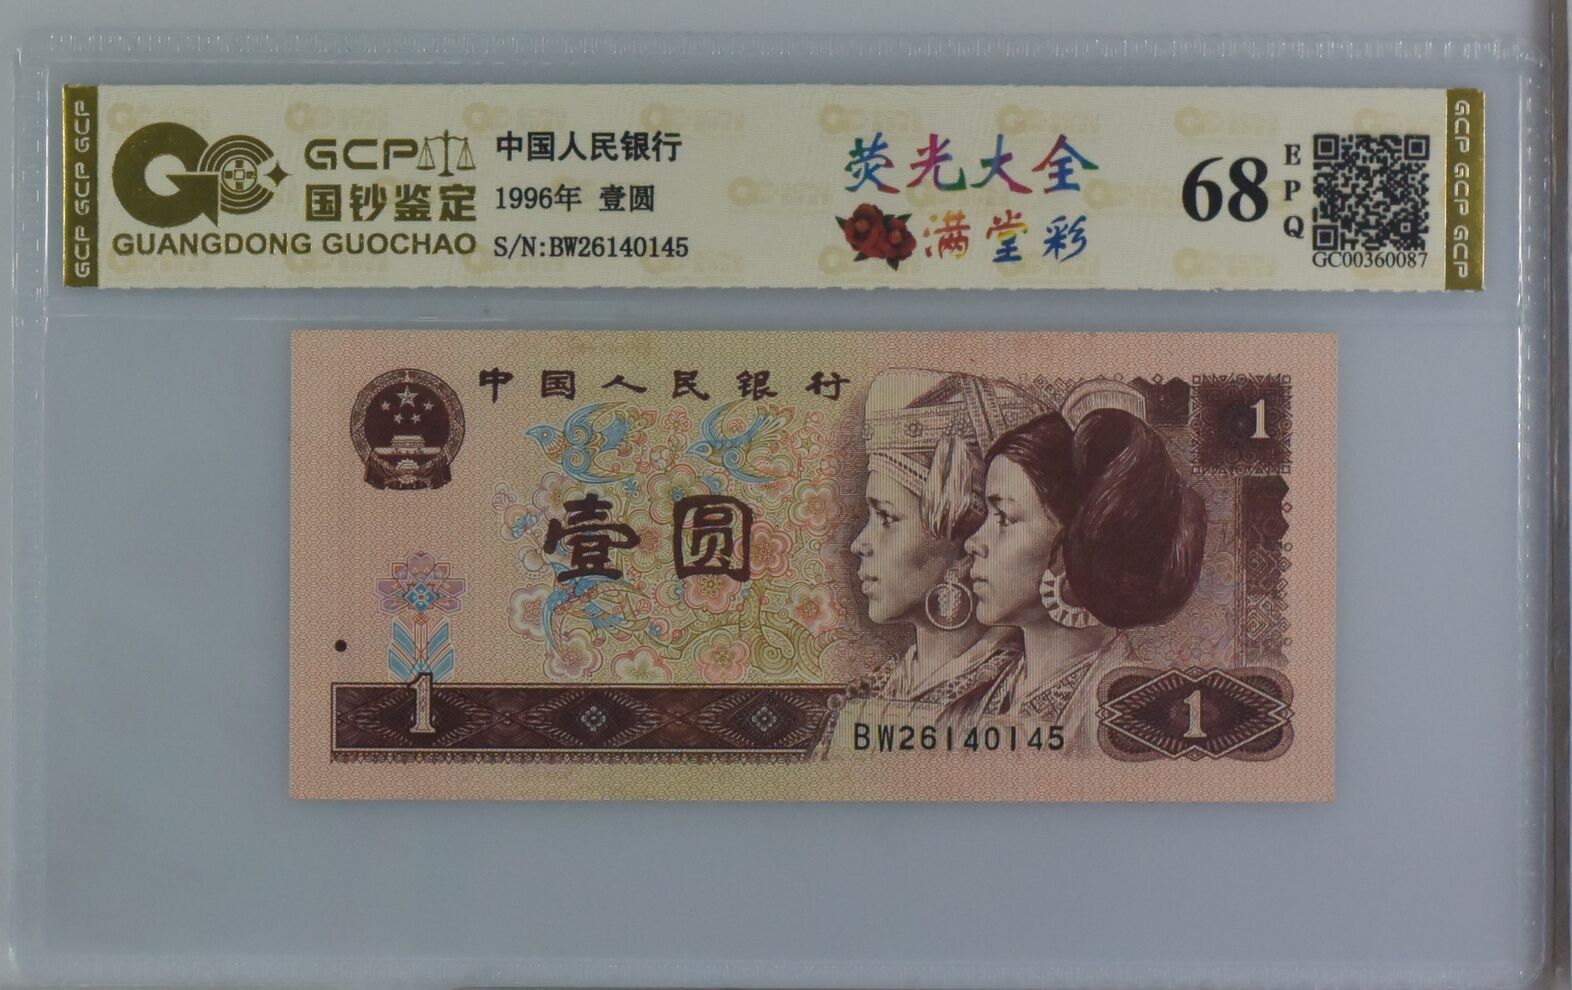 GCP GCP GCP
GCP
国钞鉴定
GUANGDONG GUOCHAO
中国人民银行
1996年 壹圆
S/N:BW26140145
荧光大全
满堂彩
68
EPQ
GC00360087
GCP GCP GCP
中国人民银行
1
壹圆
1
BW26140145
1